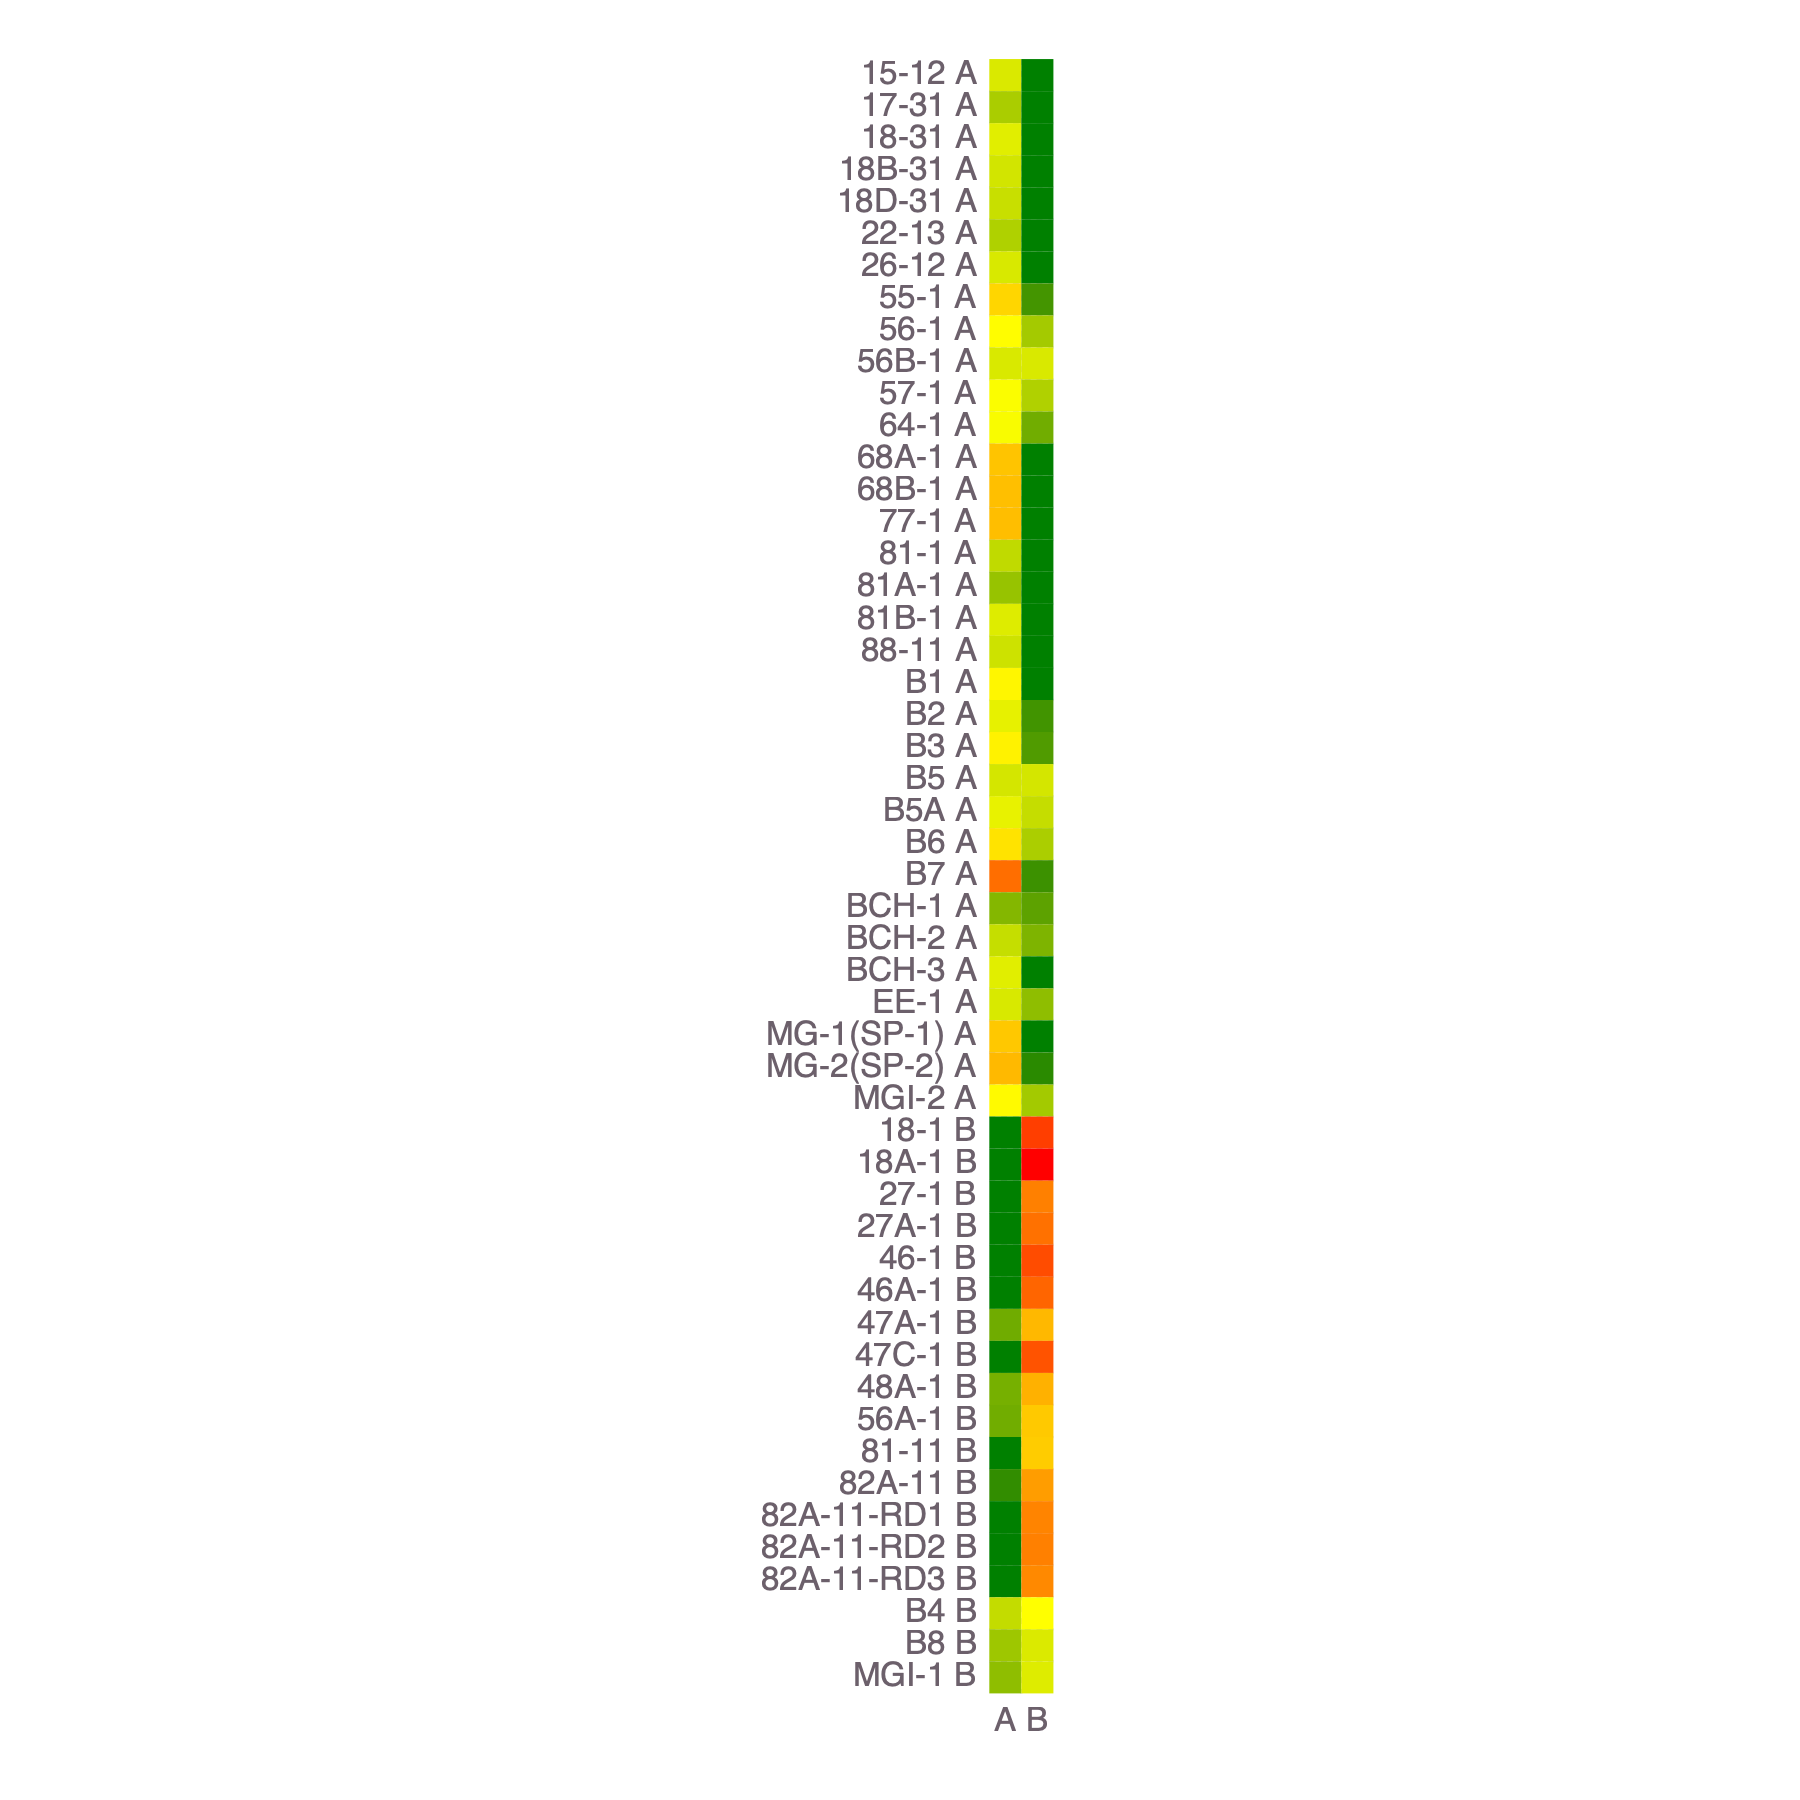 15-12 A
17-31 A
18-31 A
18B-31 A
18D-31 A
22-13 A
26-12 A
55-1 A
56-1 A
56B-1 A
57-1 A
64-1 A
68A-1 A
68B-1 A
77-1 A
81-1 A
81A-1 A
81B-1 A
88-11 A
B1 A
B2 A
B3 A
B5 A
B5A A
B6 A
B7 A
BCH-1 A
BCH-2 A
BCH-3 A
EE-1 A
MG-1(SP-1) A
MG-2(SP-2) A
MGI-2 A
18-1 B
18A-1 B
27-1 B
27A-1 B
46-1 B
46A-1 B
47A-1 B
47C-1 B
48A-1 B
56A-1 B
81-11 B
82A-11 B
82A-11-RD1 B
82A-11-RD2 B
82A-11-RD3 B
B4 B
B8 B
MGI-1 B
A B